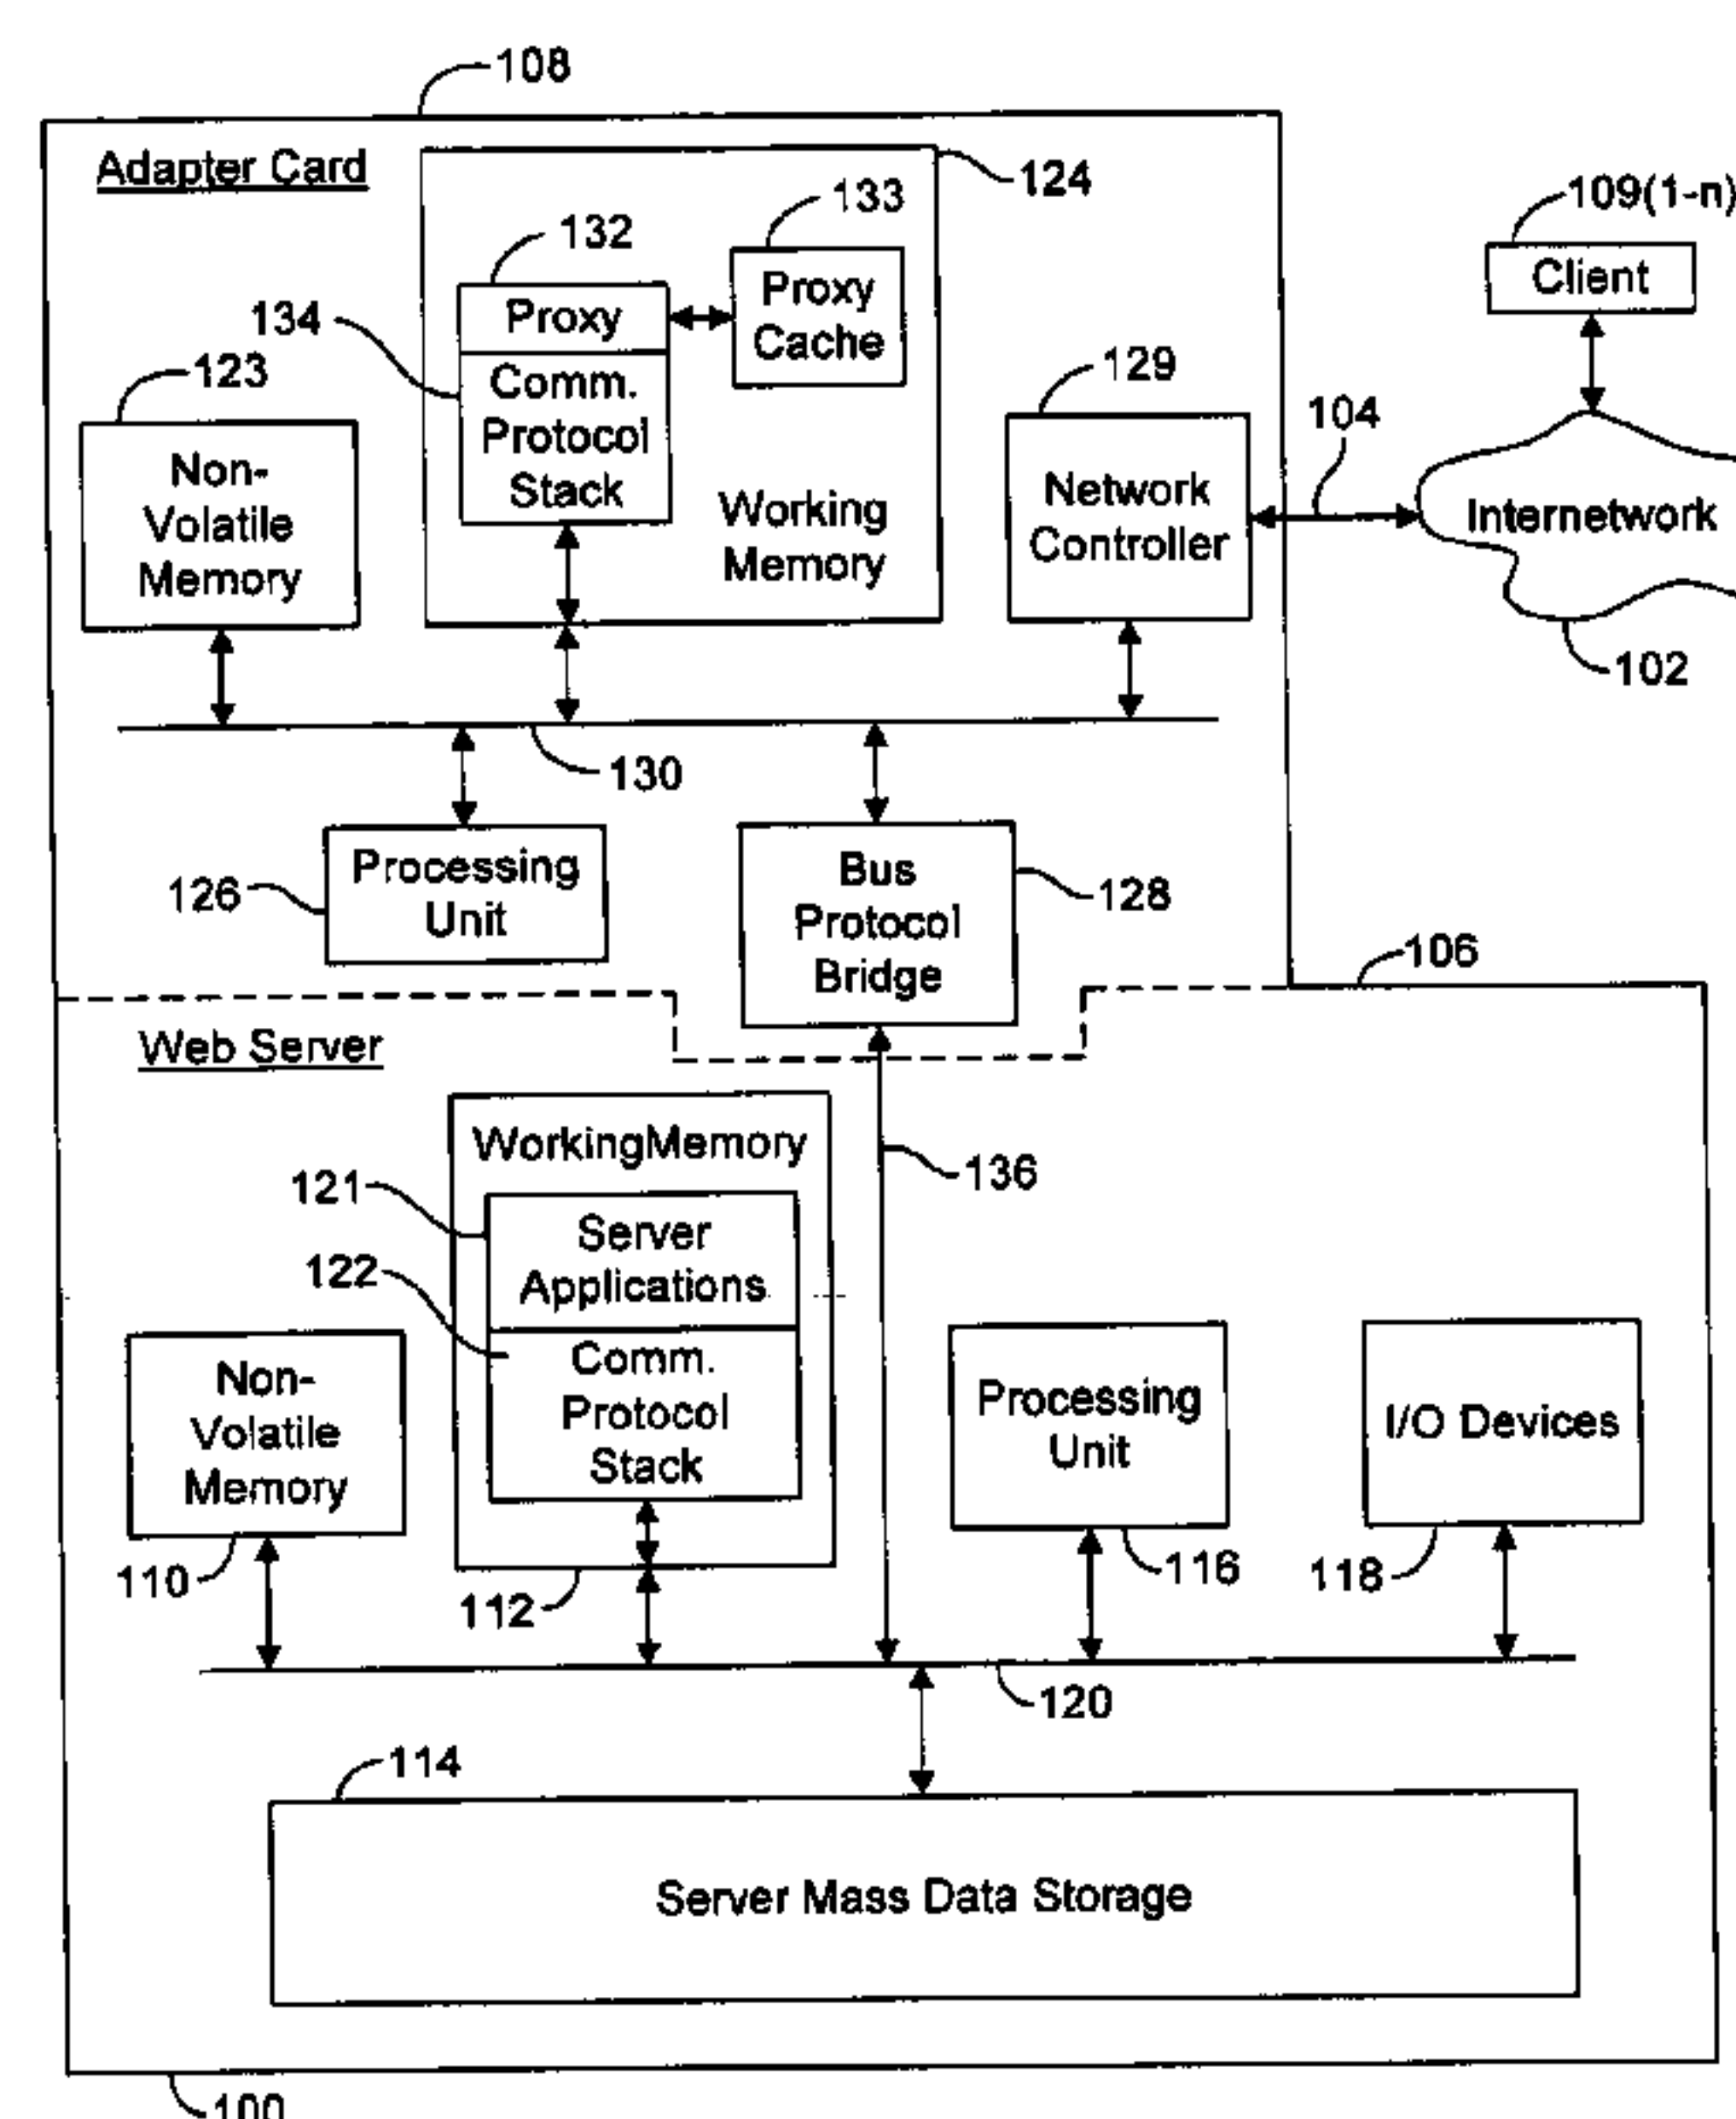 108
Adapter Card
124
133
109(1-n)
132
Client
Proxy
Cache
134
Proxy
123
129
104
Comm.
Protocol
Stack
Non-
Volatile
Memory
Working
Memory
Network
Controller
Internetwork
102
130
126
Processing
Unit
Bus
Protocol
Bridge
128
106
Web Server
WorkingMemory
136
121
Server
Applications
122
Comm.
Protocol
Stack
Non-
Volatile
Memory
Processing
Unit
I/O Devices
110
112
116
118
120
114
Server Mass Data Storage
100